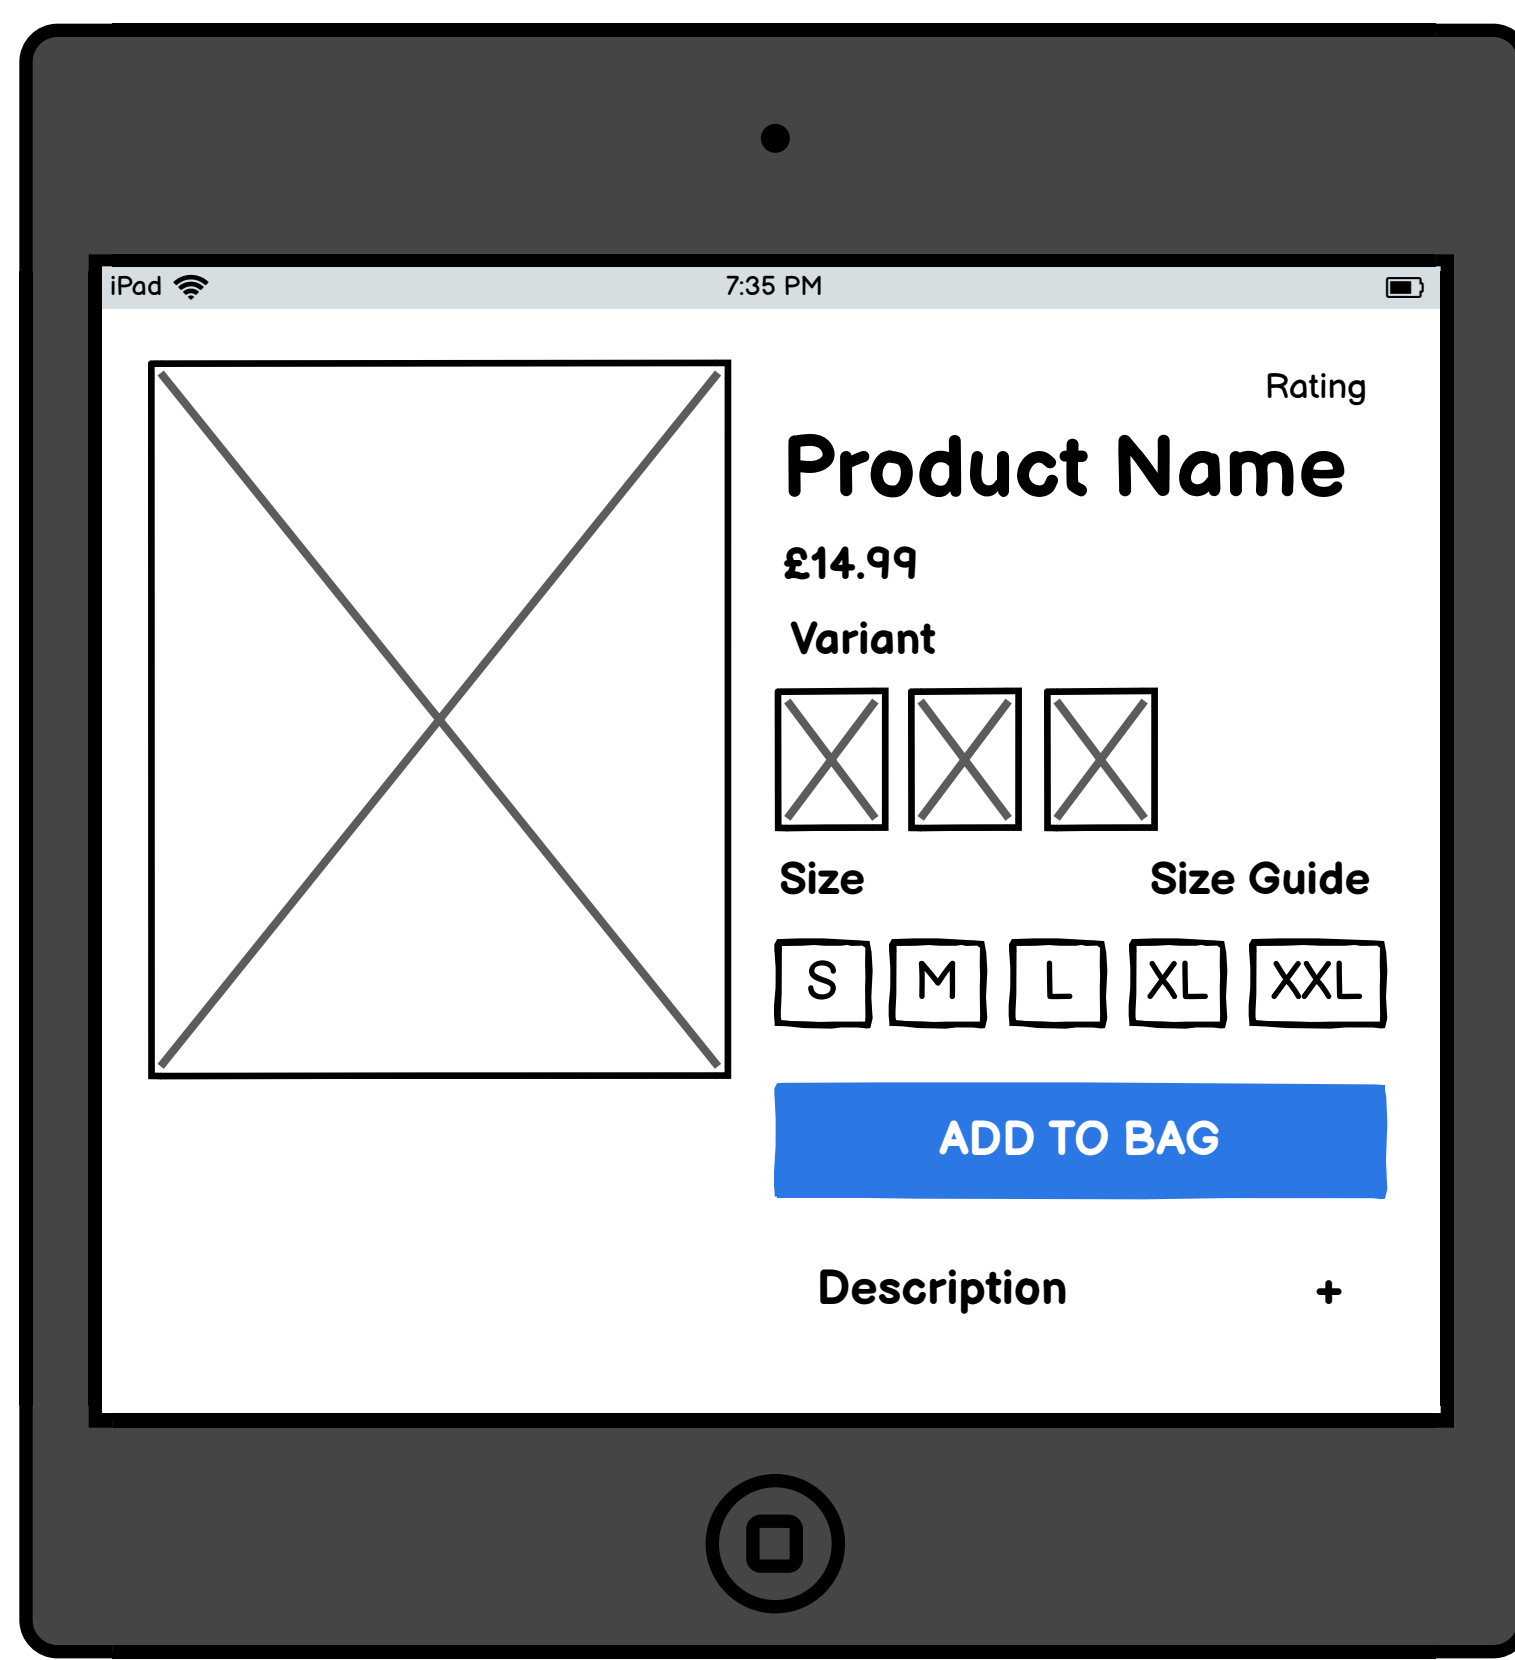 iPad 7:35 PM
Rating
Product Name
£14.99
Variant
Size Size Guide
S M L XL XXL
ADD TO BAG
Description +